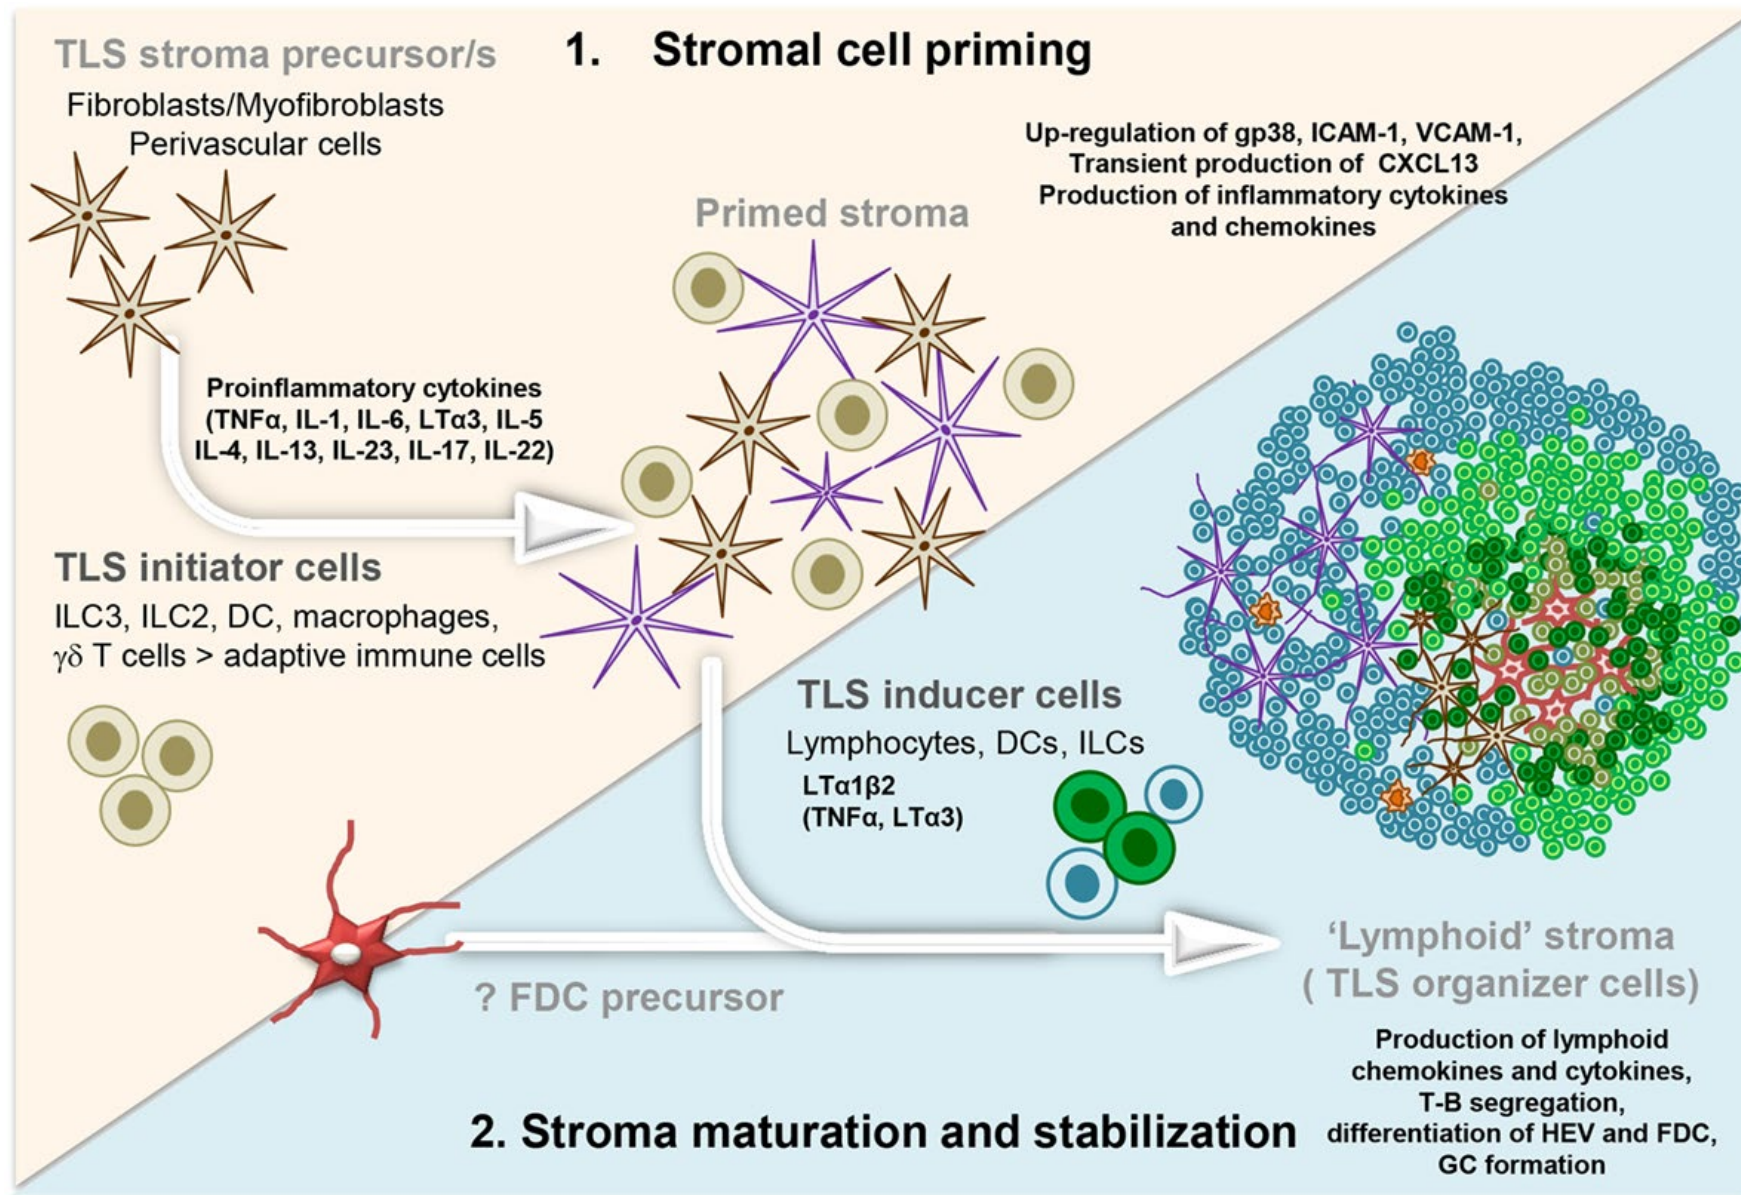 TLS stroma precursor/s
Fibroblasts/Myofibroblasts
Perivascular cells
1. Stromal cell priming
Up-regulation of gp38, ICAM-1, VCAM-1,
Transient production of CXCL13
Production of inflammatory cytokines
and chemokines
Primed stroma
Proinflammatory cytokines
(TNFα, IL-1, IL-6, LTα3, IL-5
IL-4, IL-13, IL-23, IL-17, IL-22)
TLS initiator cells
ILC3, ILC2, DC, macrophages,
γδ T cells > adaptive immune cells
TLS inducer cells
Lymphocytes, DCs, ILCs
LTα1β2
(TNFα, LTα3)
? FDC precursor
‘Lymphoid’ stroma
( TLS organizer cells)
Production of lymphoid
chemokines and cytokines,
T-B segregation,
differentiation of HEV and FDC,
GC formation
2. Stroma maturation and stabilization